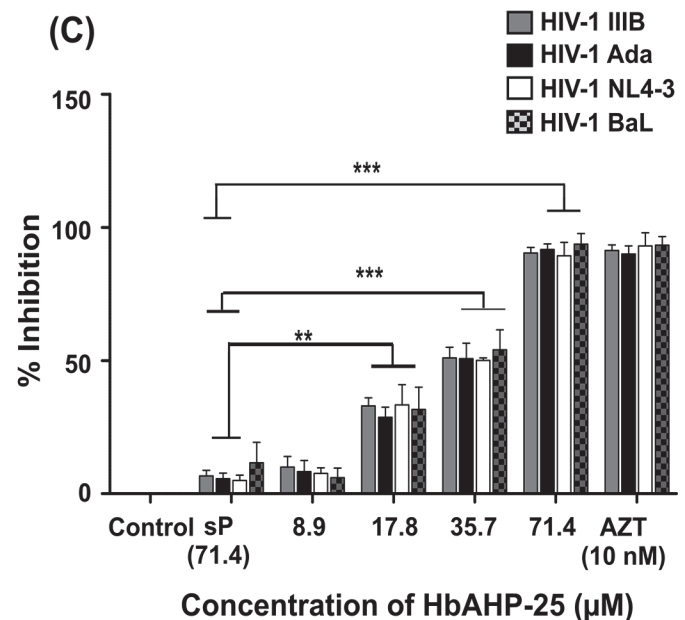 (C)
HIV-1 IIIB
HIV-1 Ada
HIV-1 NL4-3
HIV-1 BaL
% Inhibition
150
100
50
0
***
***
**
Control sP 8.9 17.8 35.7 71.4 AZT
(71.4) (10 nM)
Concentration of HbAHP-25 (µM)